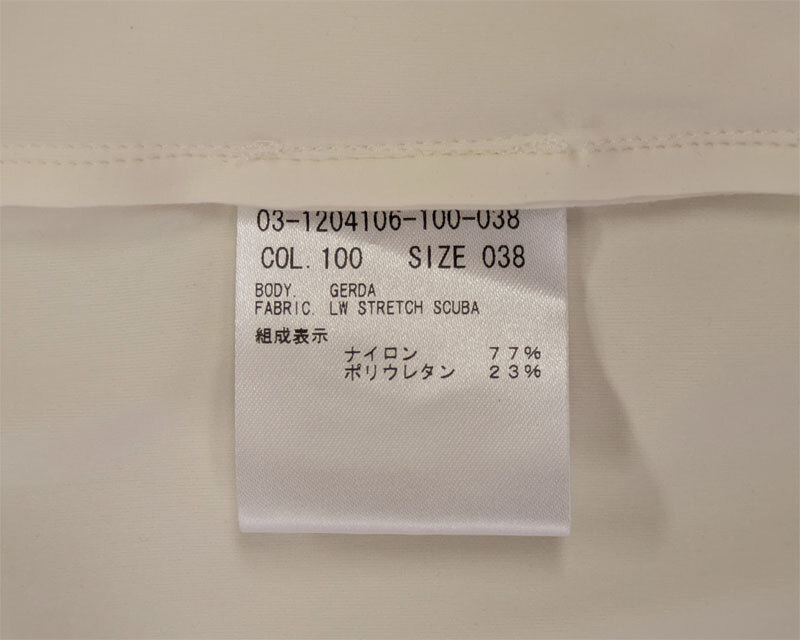 03-1204106-100-038
COL. 100 SIZE 038
BODY. GERDA
FABRIC. LW STRETCH SCUBA
組成表示
ナイロン 77%
ポリウレタン 23%